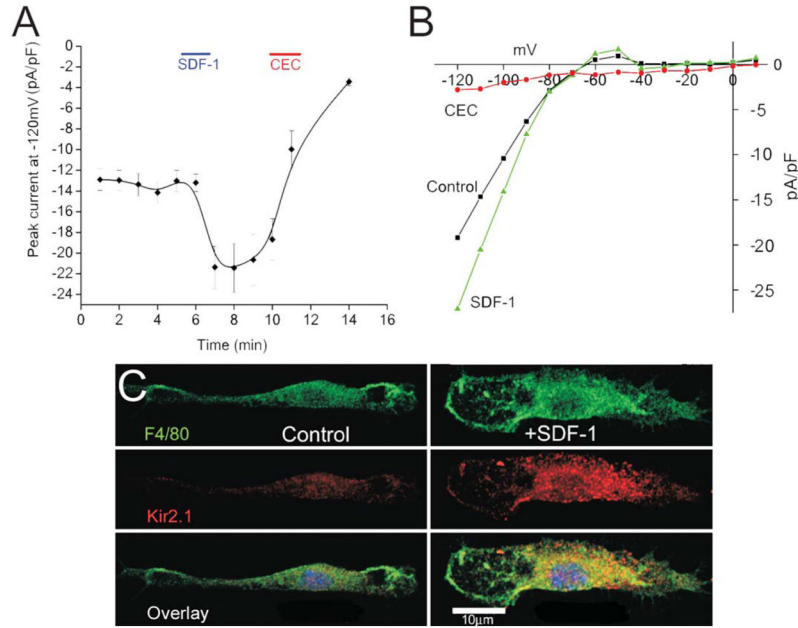 A
0
-2
-4
-6
-8
-10
-12
-14
-16
-18
-20
-22
-24
Peak current at -120mV (pA/pF)
SDF-1
CEC
0 2 4 6 8 10 12 14 16
Time (min)
B
mV
-120 -100 -80 -60 -40 -20 0
0
-5
-10
-15
-20
-25
pA/pF
CEC
Control
SDF-1
C
F4/80
Control
+SDF-1
Kir2.1
Overlay
10μm